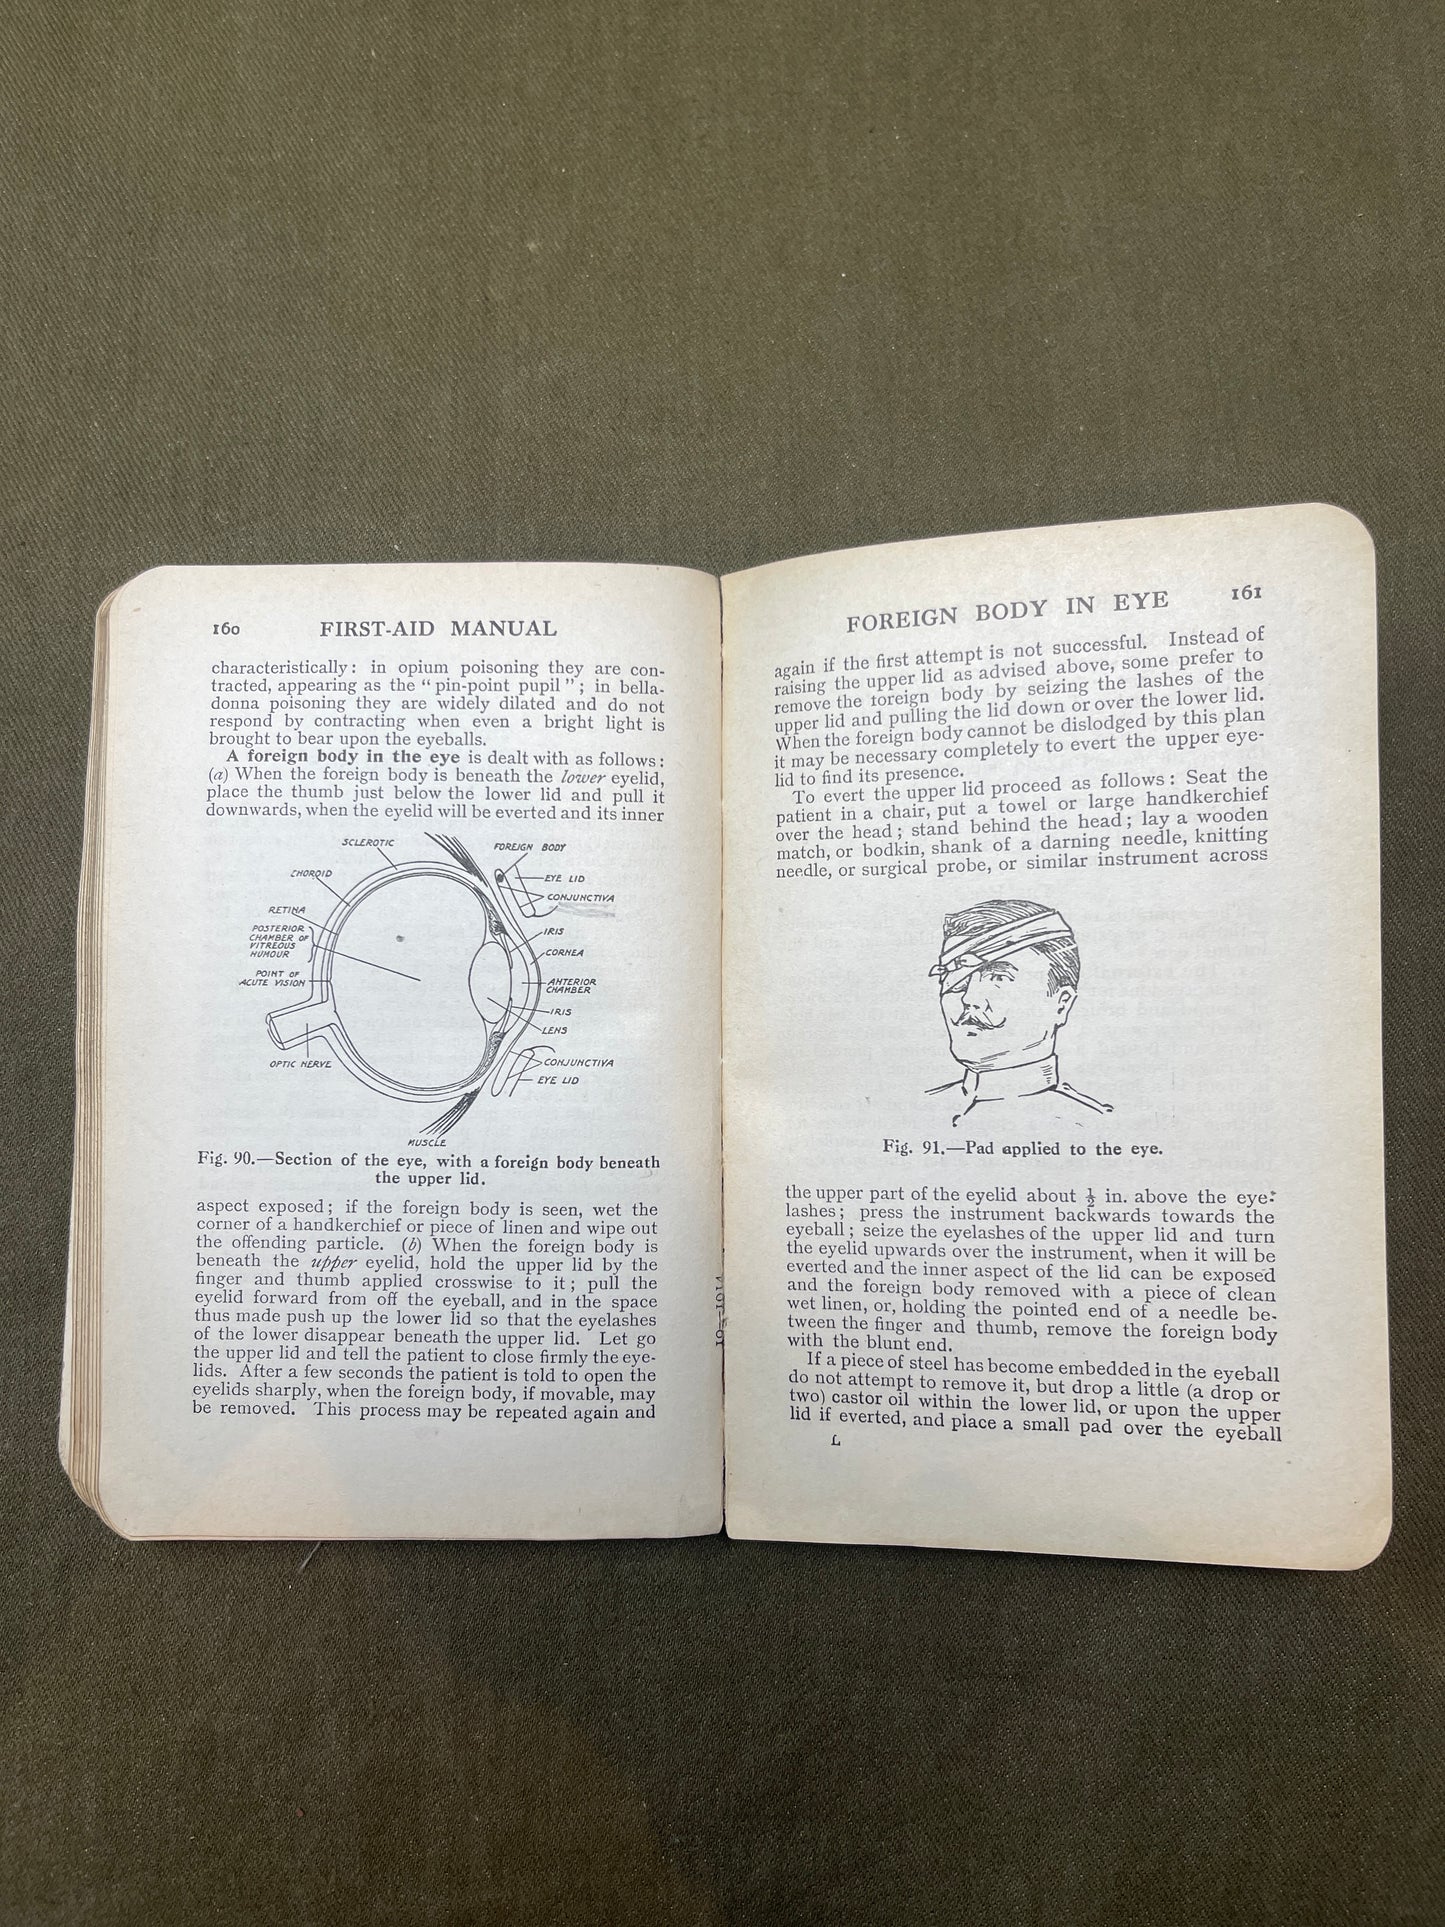 160 FIRST-AID MANUAL
characteristically: in opium poisoning they are con-
tracted, appearing as the “pin-point pupil”; in bella-
donna poisoning they are widely dilated and do not
respond by contracting when even a bright light is
brought to bear upon the eyeballs.
A foreign body in the eye is dealt with as follows:
(a) When the foreign body is beneath the lower eyelid,
place the thumb just below the lower lid and pull it
downwards, when the eyelid will be everted and its inner
SCLEROTIC
CHOROID
RETINA
POSTERIOR
CHAMBER OF
VITREOUS
HUMOUR
POINT OF
ACUTE VISION
OPTIC NERVE
MUSCLE
FOREIGN BODY
EYE LID
CONJUNCTIVA
IRIS
CORNEA
ANTERIOR
CHAMBER
IRIS
LENS
CONJUNCTIVA
EYE LID
Fig. 90.—Section of the eye, with a foreign body beneath
the upper lid.
aspect exposed; if the foreign body is seen, wet the
corner of a handkerchief or piece of linen and wipe out
the offending particle. (b) When the foreign body is
beneath the upper eyelid, hold the upper lid by the
finger and thumb applied crosswise to it; pull the
eyelid forward from off the eyeball, and in the space
thus made push up the lower lid so that the eyelashes
of the lower disappear beneath the upper lid. Let go
the upper lid and tell the patient to close firmly the eye-
lids. After a few seconds the patient is told to open the
eyelids sharply, when the foreign body, if movable, may
be removed. This process may be repeated again and
19—1914
FOREIGN BODY IN EYE 161
again if the first attempt is not successful. Instead of
raising the upper lid as advised above, some prefer to
remove the foreign body by seizing the lashes of the
upper lid and pulling the lid down or over the lower lid.
When the foreign body cannot be dislodged by this plan
it may be necessary completely to evert the upper eye-
lid to find its presence.
To evert the upper lid proceed as follows: Seat the
patient in a chair, put a towel or large handkerchief
over the head; stand behind the head; lay a wooden
match, or bodkin, shank of a darning needle, knitting
needle, or surgical probe, or similar instrument across
Fig. 91.—Pad applied to the eye.
the upper part of the eyelid about ½ in. above the eye-
lashes; press the instrument backwards towards the
eyeball; seize the eyelashes of the upper lid and turn
the eyelid upwards over the instrument, when it will be
everted and the inner aspect of the lid can be exposed
and the foreign body removed with a piece of clean
wet linen, or, holding the pointed end of a needle be-
tween the finger and thumb, remove the foreign body
with the blunt end.
If a piece of steel has become embedded in the eyeball
do not attempt to remove it, but drop a little (a drop or
two) castor oil within the lower lid, or upon the upper
lid if everted, and place a small pad over the eyeball
L